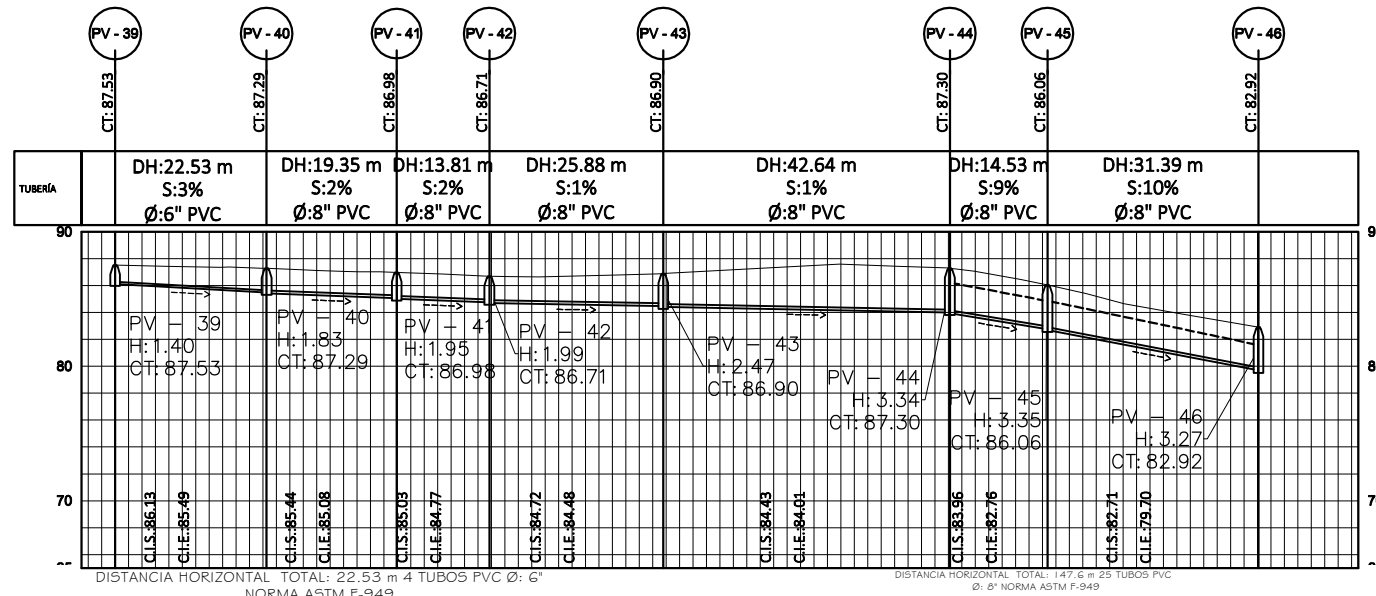 PV - 39
PV - 40
PV - 41
PV - 42
PV - 43
PV - 44
PV - 45
PV - 46
CT: 87.53
CT: 87.29
CT: 86.98
CT: 86.71
CT: 86.90
CT: 87.30
CT: 86.06
CT: 82.92
TUBERÍA
DH:22.53 m
S:3%
Ø:6" PVC
DH:19.35 m
S:2%
Ø:8" PVC
DH:13.81 m
S:2%
Ø:8" PVC
DH:25.88 m
S:1%
Ø:8" PVC
DH:42.64 m
S:1%
Ø:8" PVC
DH:14.53 m
S:9%
Ø:8" PVC
DH:31.39 m
S:10%
Ø:8" PVC
90
80
70
PV - 39
H: 1.40
CT: 87.53
PV - 40
H: 1.83
CT: 87.29
PV - 41
H: 1.95
CT: 86.98
PV - 42
H: 1.99
CT: 86.71
PV - 43
H: 2.47
CT: 86.90
PV - 44
H: 3.34
CT: 87.30
PV - 45
H: 3.35
CT: 86.06
PV - 46
H: 3.27
CT: 82.92
C.I.S.:86.13
C.I.E.:85.49
C.I.S.:85.44
C.I.E.:85.08
C.I.S.:85.03
C.I.E.:84.77
C.I.S.:84.72
C.I.E.:84.48
C.I.S.:84.43
C.I.E.:84.01
C.I.S.:83.96
C.I.E.:82.76
C.I.S.:82.71
C.I.E.:79.70
DISTANCIA HORIZONTAL TOTAL: 22.53 m 4 TUBOS PVC Ø: 6"
NORMA ASTM F-949
DISTANCIA HORIZONTAL TOTAL: 147.6 m 25 TUBOS PVC
Ø: 8" NORMA ASTM F-949